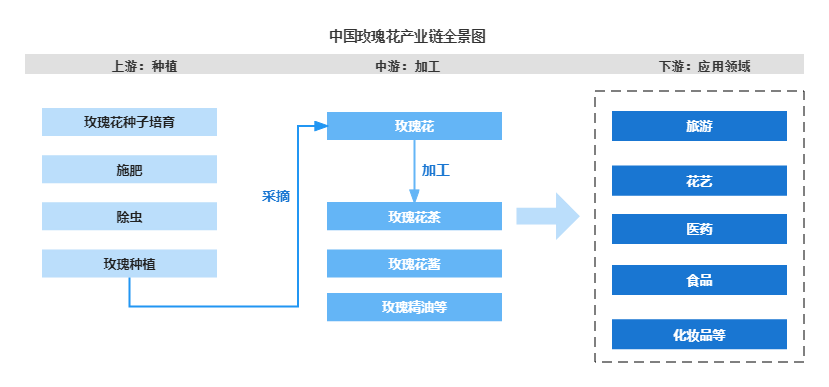 中国玫瑰花产业链全景图
上游：种植
中游：加工
下游：应用领域
玫瑰花种子培育
施肥
除虫
玫瑰种植
采摘
玫瑰花
加工
玫瑰花茶
玫瑰花酱
玫瑰精油等
旅游
花艺
医药
食品
化妆品等